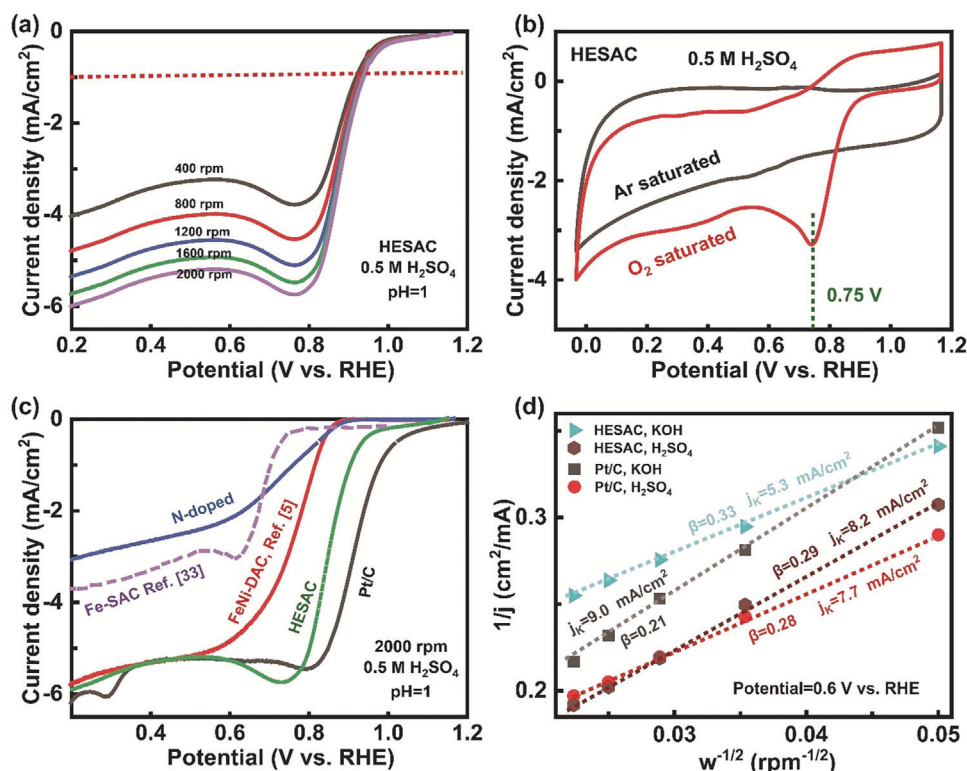 (a)
0
-2
-4
-6
Current density (mA/cm²)
400 rpm
800 rpm
1200 rpm
1600 rpm
2000 rpm
HESAC
0.5 M H₂SO₄
pH=1
0.2 0.4 0.6 0.8 1.0 1.2
Potential (V vs. RHE)
(b)
HESAC
0.5 M H₂SO₄
0
-2
-4
Current density (mA/cm²)
Ar saturated
O₂ saturated
0.75 V
0.0 0.2 0.4 0.6 0.8 1.0 1.2
Potential (V vs. RHE)
(c)
0
-2
-4
-6
Current density (mA/cm²)
N-doped
Fe-SAC Ref. [33]
FeNi-DAC, Ref. [5]
HESAC
Pt/C
2000 rpm
0.5 M H₂SO₄
pH=1
0.2 0.4 0.6 0.8 1.0 1.2
Potential (V vs. RHE)
(d)
HESAC, KOH
HESAC, H₂SO₄
Pt/C, KOH
Pt/C, H₂SO₄
0.3
0.2
1/j (cm²/mA)
β=0.33 jₖ=5.3 mA/cm²
β=0.29 jₖ=8.2 mA/cm²
jₖ=9.0 mA/cm²
β=0.21
β=0.28 jₖ=7.7 mA/cm²
Potential=0.6 V vs. RHE
0.03 0.04 0.05
w⁻¹/² (rpm⁻¹/²)